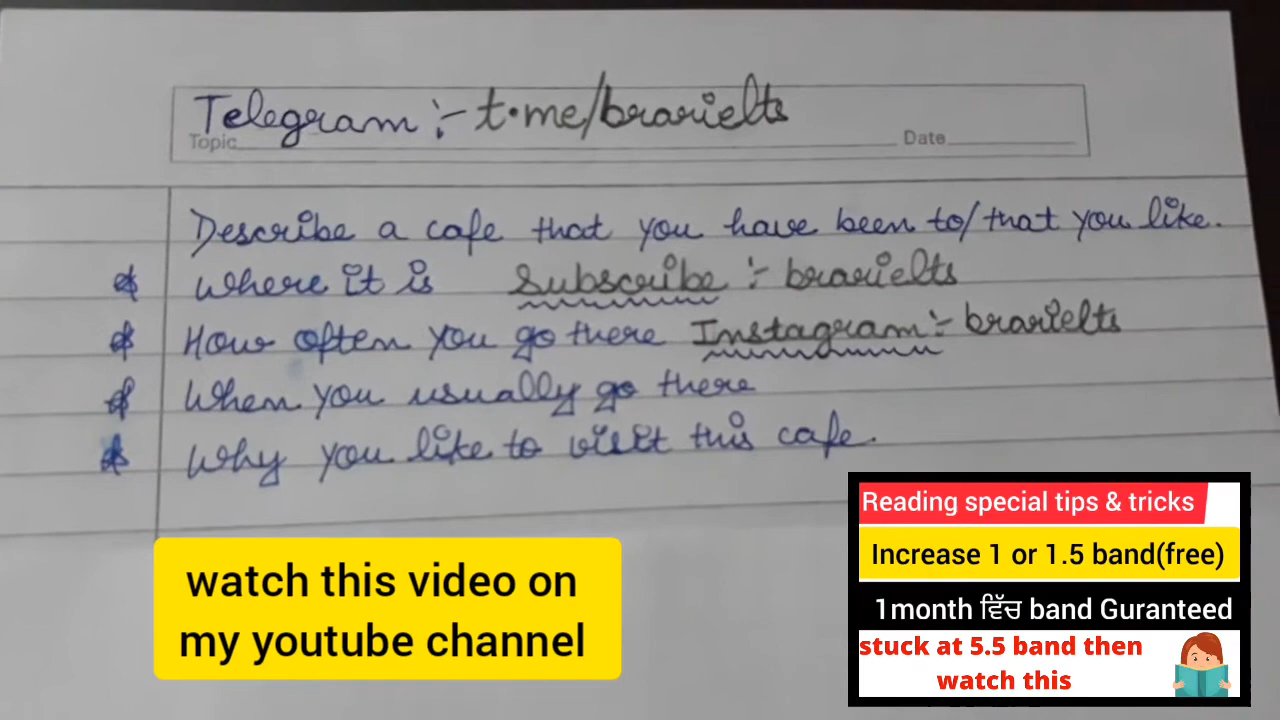 Telegram :- t.me/brarielts
Topic Date
Describe a cafe that you have been to/that you like.
* Where it is Subscribe :- brarielts
* How often you go there Instagram :- brarielts
* When you usually go there
* Why you like to visit this cafe.
watch this video on
my youtube channel
Reading special tips & tricks
Increase 1 or 1.5 band(free)
1month ਵਿੱਚ band Guranteed
stuck at 5.5 band then
watch this